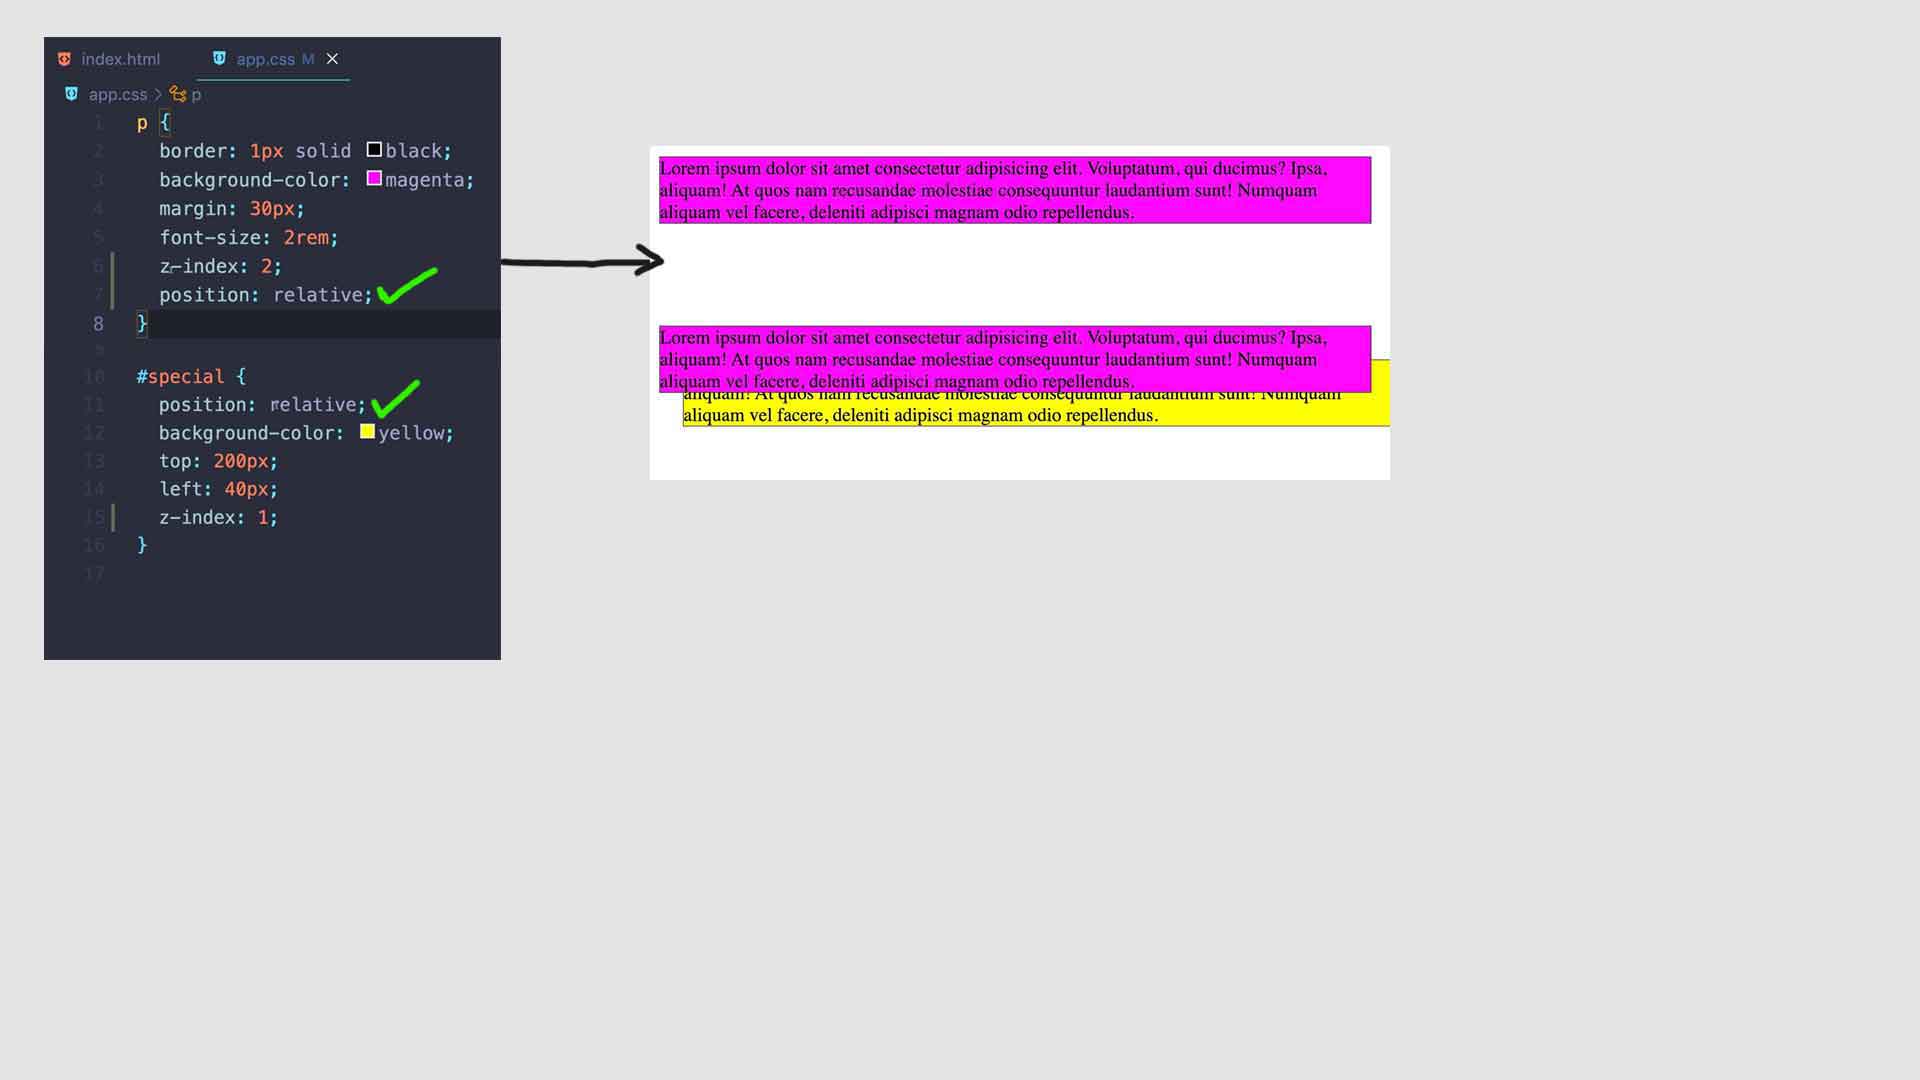 index.html
app.css M
app.css > p
1 p {
2 border: 1px solid black;
3 background-color: magenta;
4 margin: 30px;
5 font-size: 2rem;
6 z-index: 2;
7 position: relative;
8 }
9
10 #special {
11 position: relative;
12 background-color: yellow;
13 top: 200px;
14 left: 40px;
15 z-index: 1;
16 }
17
Lorem ipsum dolor sit amet consectetur adipisicing elit. Voluptatum, qui ducimus? Ipsa,
aliquam! At quos nam recusandae molestiae consequuntur laudantium sunt! Numquam
aliquam vel facere, deleniti adipisci magnam odio repellendus.
Lorem ipsum dolor sit amet consectetur adipisicing elit. Voluptatum, qui ducimus? Ipsa,
aliquam! At quos nam recusandae molestiae consequuntur laudantium sunt! Numquam
aliquam vel facere, deleniti adipisci magnam odio repellendus.
aliquam! At quos nam recusandae molestiae consequuntur laudantium sunt! Numquam
aliquam vel facere, deleniti adipisci magnam odio repellendus.